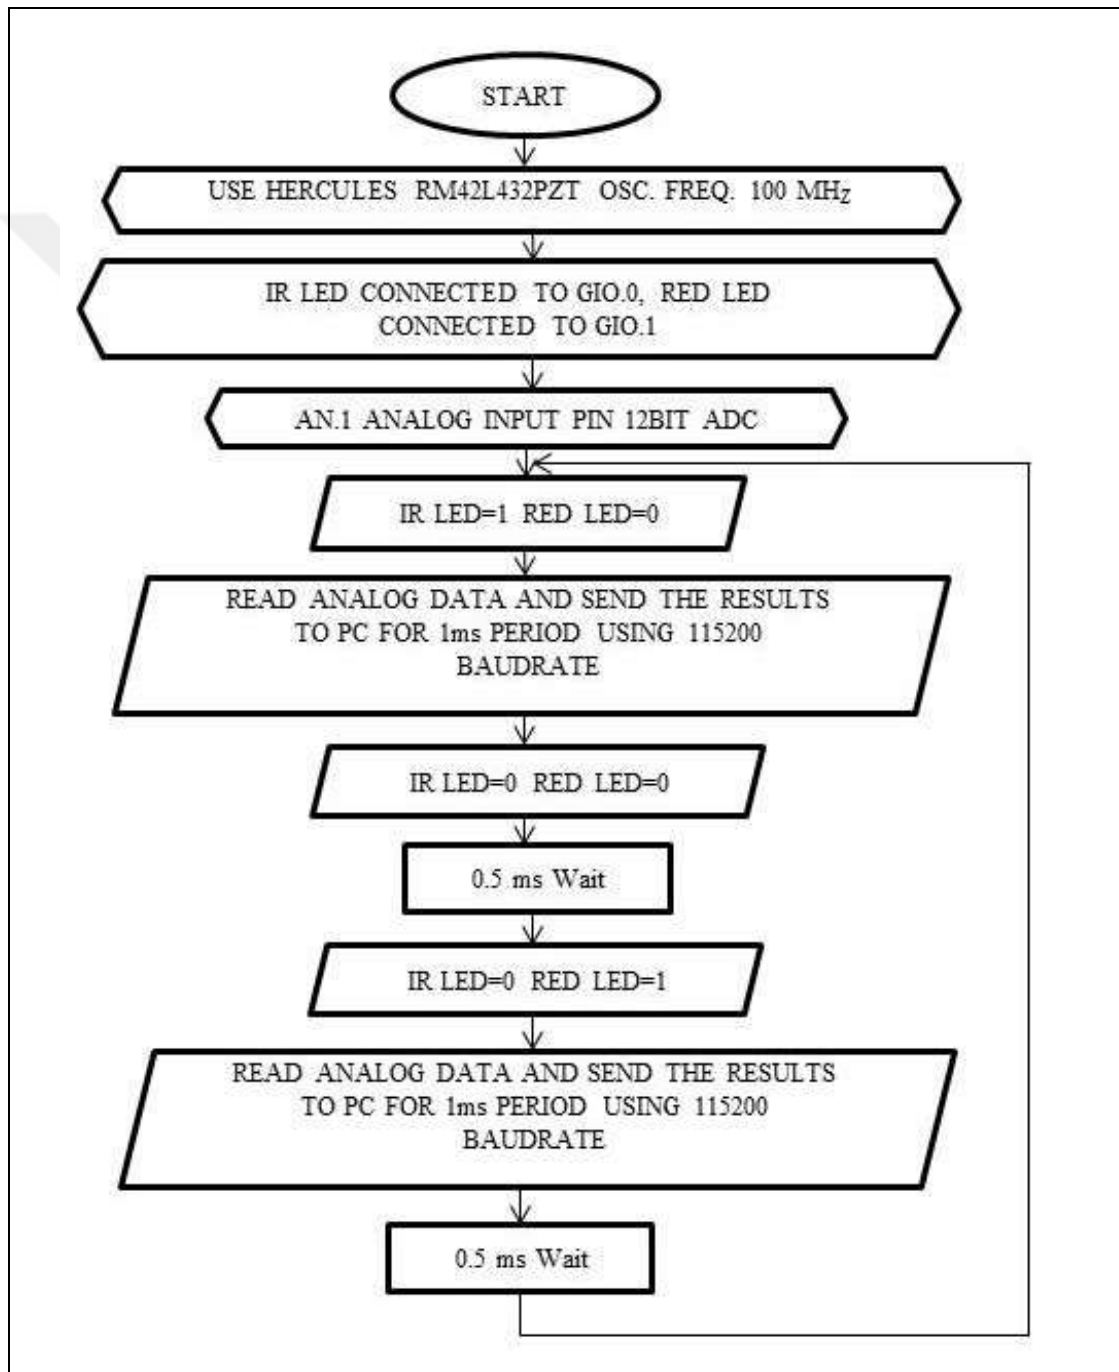 START
USE HERCULES RM42L432PZT OSC. FREQ. 100 MHZ
IR LED CONNECTED TO GIO.0, RED LED
CONNECTED TO GIO.1
AN.1 ANALOG INPUT PIN 12BIT ADC
IR LED=1 RED LED=0
READ ANALOG DATA AND SEND THE RESULTS
TO PC FOR 1ms PERIOD USING 115200
BAUDRATE
IR LED=0 RED LED=0
0.5 ms Wait
IR LED=0 RED LED=1
READ ANALOG DATA AND SEND THE RESULTS
TO PC FOR 1ms PERIOD USING 115200
BAUDRATE
0.5 ms Wait